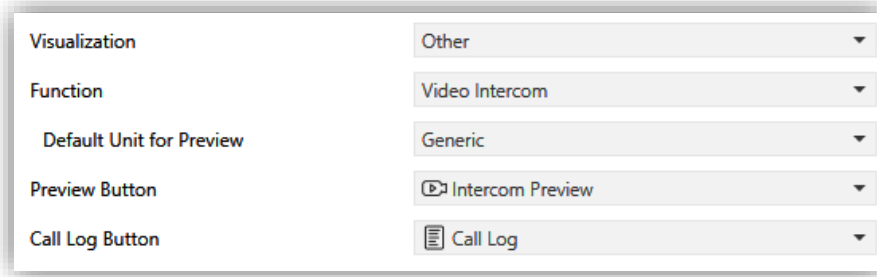 Visualization Other
Function Video Intercom
Default Unit for Preview Generic
Preview Button Intercom Preview
Call Log Button Call Log